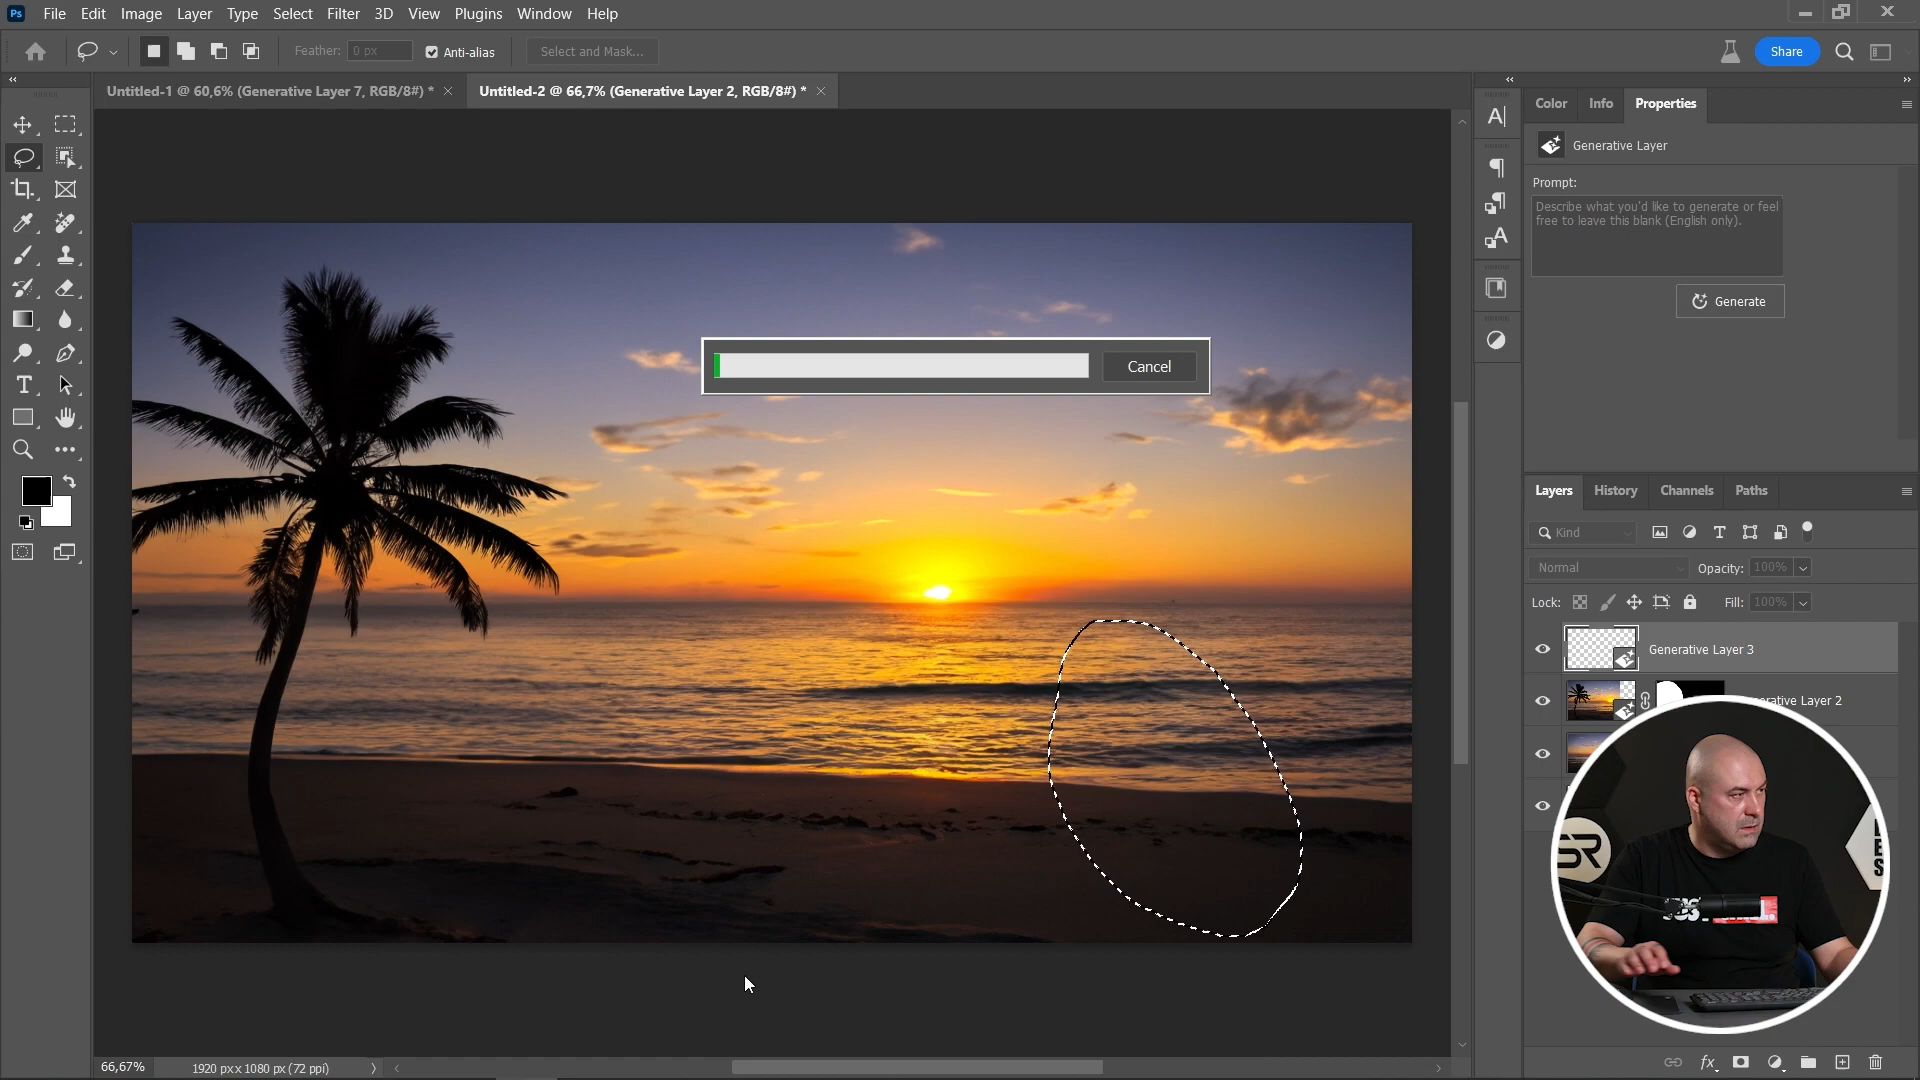 Ps File Edit Image Layer Type Select Filter 3D View Plugins Window Help
Feather: 0 px Anti-alias Select and Mask... Share
Untitled-1 @ 60,6% (Generative Layer 7, RGB/8#) * Untitled-2 @ 66,7% (Generative Layer 2, RGB/8#) *
Color Info Properties
Generative Layer
Prompt:
Describe what you'd like to generate or feel
free to leave this blank (English only).
Generate
Cancel
Layers History Channels Paths
Kind
Normal Opacity: 100%
Lock: Fill: 100%
Generative Layer 3
Layer 2
SR
66,67% 1920 px x 1080 px (72 ppi)